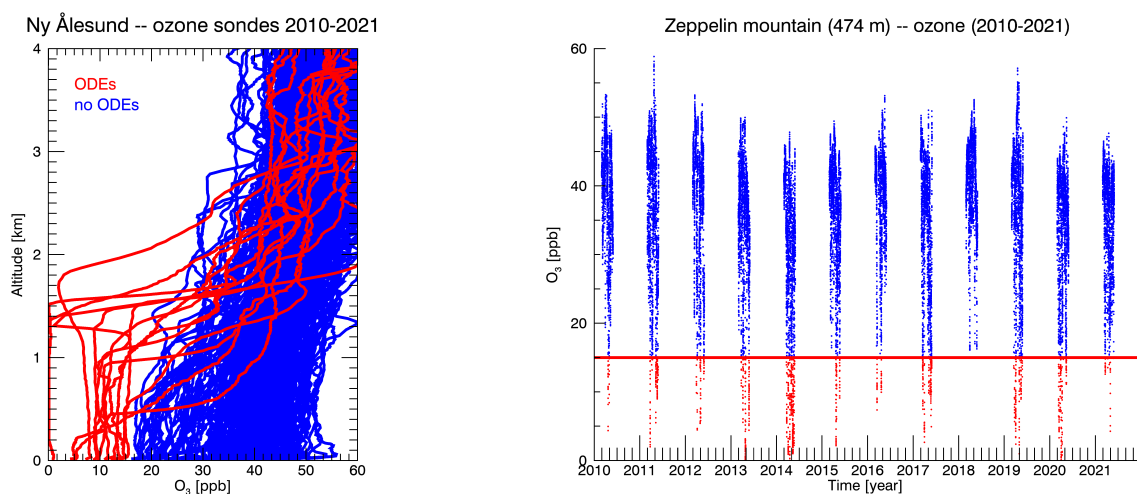 Ny Ålesund -- ozone sondes 2010-2021
4
3
2
1
0
Altitude [km]
ODEs
no ODEs
0 10 20 30 40 50 60
O3 [ppb]
Zeppelin mountain (474 m) -- ozone (2010-2021)
60
40
20
0
O3 [ppb]
2010 2011 2012 2013 2014 2015 2016 2017 2018 2019 2020 2021
Time [year]